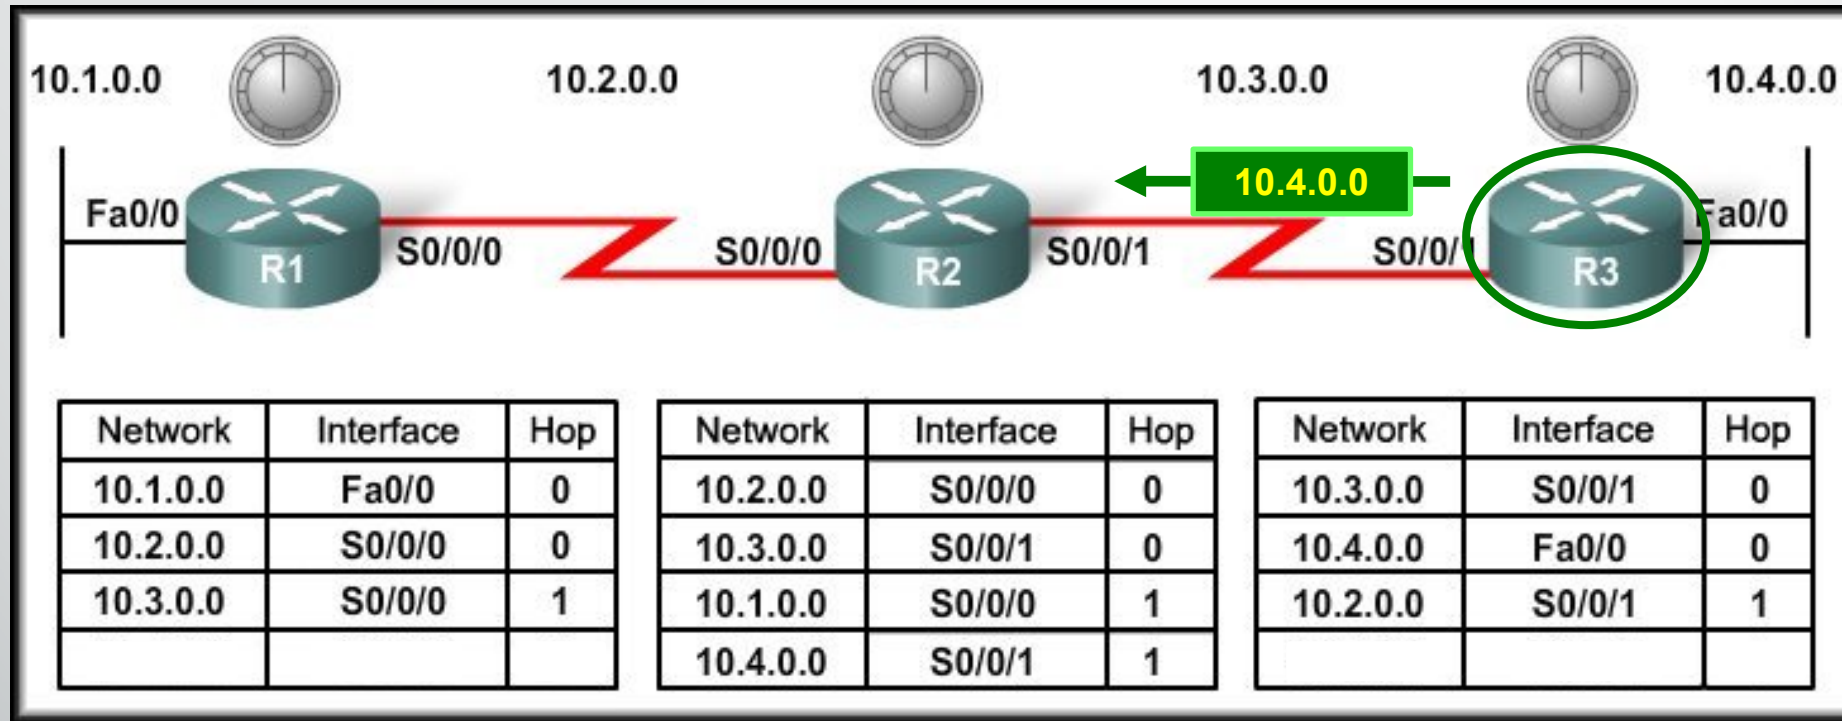 10.1.0.0 10.2.0.0 10.3.0.0 10.4.0.0
10.4.0.0
Fa0/0 Fa0/0
S0/0/0 S0/0/0 S0/0/1 S0/0/1
R1 R2 R3
Network Interface Hop
10.1.0.0 Fa0/0 0
10.2.0.0 S0/0/0 0
10.3.0.0 S0/0/0 1
Network Interface Hop
10.2.0.0 S0/0/0 0
10.3.0.0 S0/0/1 0
10.1.0.0 S0/0/0 1
10.4.0.0 S0/0/1 1
Network Interface Hop
10.3.0.0 S0/0/1 0
10.4.0.0 Fa0/0 0
10.2.0.0 S0/0/1 1